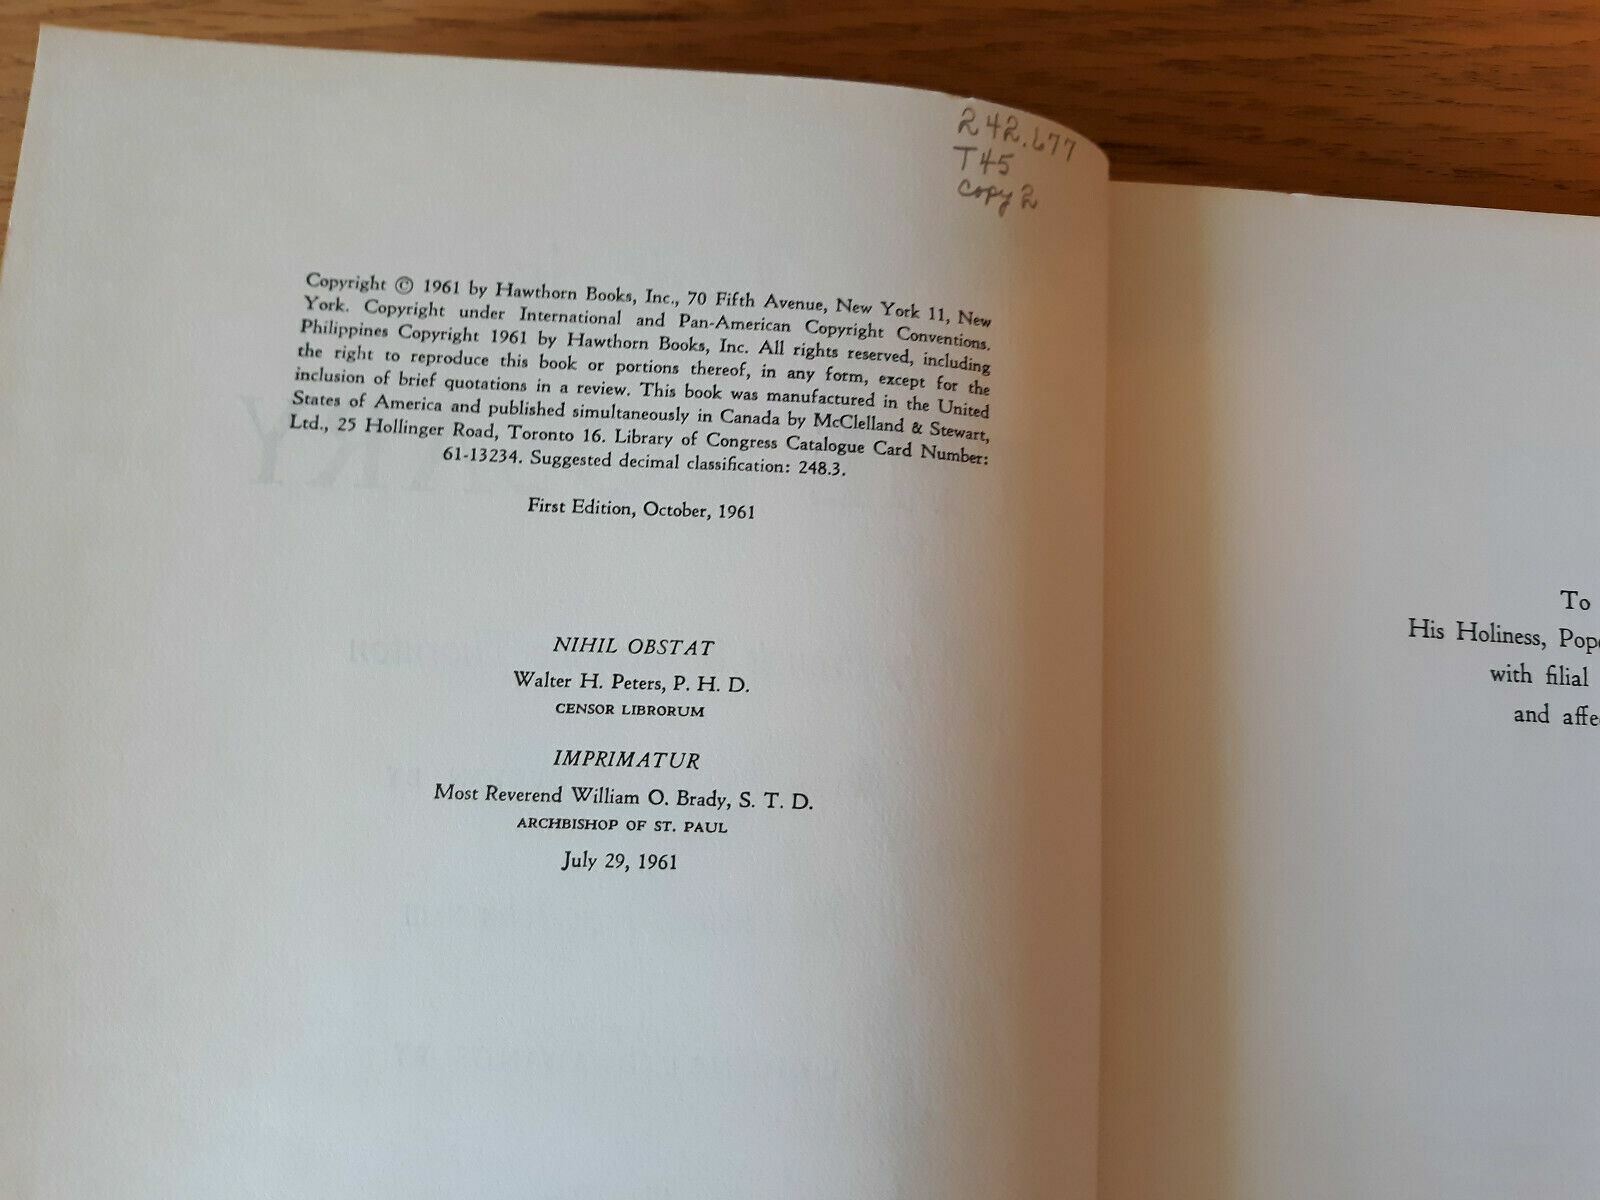 242.677
T45
Copy 2
Copyright © 1961 by Hawthorn Books, Inc., 70 Fifth Avenue, New York 11, New
York. Copyright under International and Pan-American Copyright Conventions.
Philippines Copyright 1961 by Hawthorn Books, Inc. All rights reserved, including
the right to reproduce this book or portions thereof, in any form, except for the
inclusion of brief quotations in a review. This book was manufactured in the United
States of America and published simultaneously in Canada by McClelland & Stewart,
Ltd., 25 Hollinger Road, Toronto 16. Library of Congress Catalogue Card Number:
61-13234. Suggested decimal classification: 248.3.
First Edition, October, 1961
NIHIL OBSTAT
Walter H. Peters, P. H. D.
CENSOR LIBRORUM
IMPRIMATUR
Most Reverend William O. Brady, S. T. D.
ARCHBISHOP OF ST. PAUL
July 29, 1961
To
His Holiness, Pope
with filial
and affe